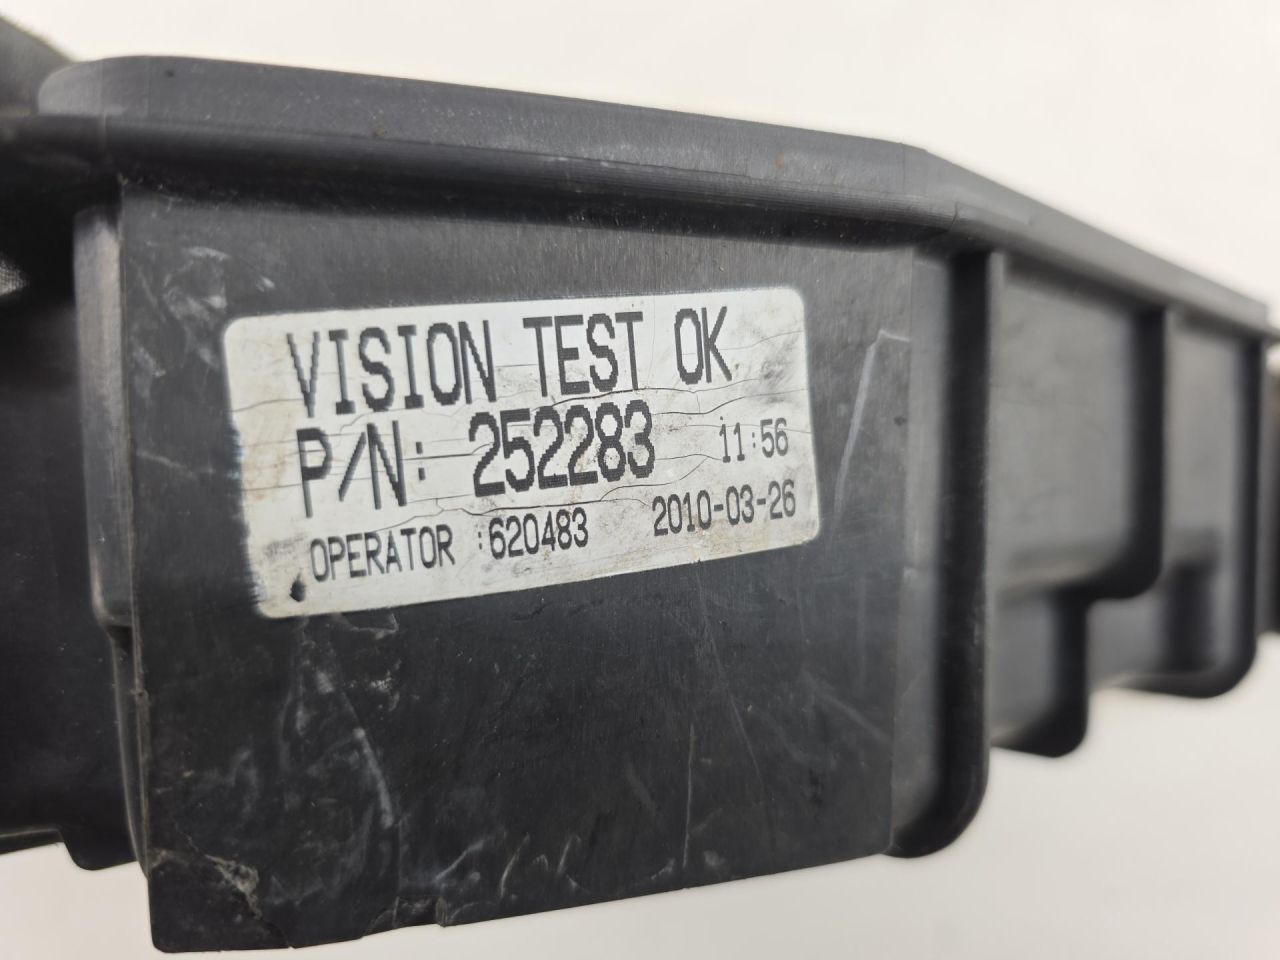 VISION TEST OK
P/N: 252283 11:56
OPERATOR :620483 2010-03-26